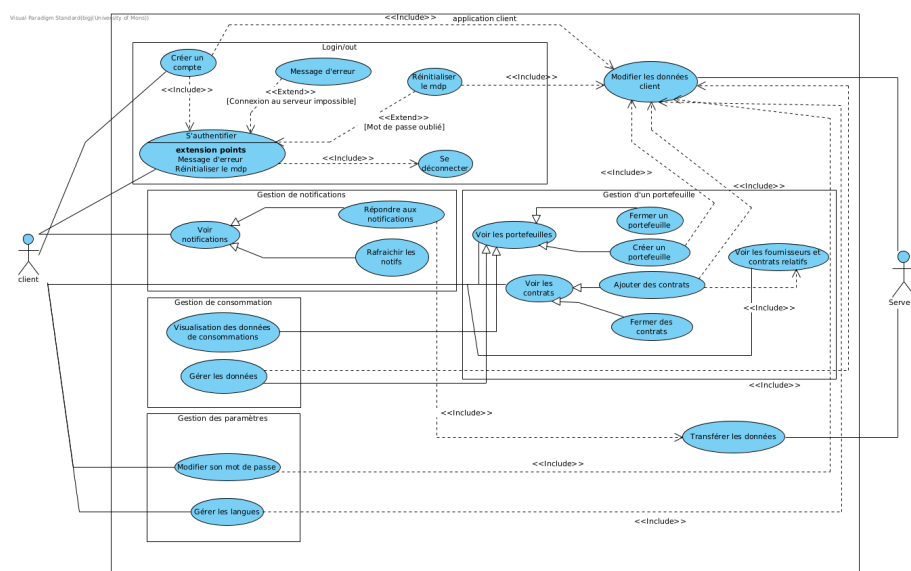 Visual Paradigm Standard(big(University of Mons))
<<Include>>
application client
Login/out
Créer un
compte
Message d'erreur
Réinitialiser
le mdp
<<Include>>
Modifier les données
client
<<Include>>
<<Extend>>
[Connexion au serveur impossible]
<<Extend>>
[Mot de passe oublié]
S'authentifier
extension points
Message d'erreur
Réinitialiser le mdp
<<Include>>
Se
déconnecter
<<Include>>
<<Include>>
Gestion de notifications
Gestion d'un portefeuille
Voir
notifications
Répondre aux
notifications
Rafraichir les
notifs
Voir les portefeuilles
Fermer un
portefeuille
Créer un
portefeuille
Voir les fournisseurs et
contrats relatifs
Voir les
contrats
Ajouter des contrats
<<Include>>
Fermer des
contrats
client
Serve
Gestion de consommation
Visualisation des données
de consommations
Gérer les données
<<Include>>
<<Include>>
Gestion des paramètres
Transférer les données
Modifier son mot de passe
<<Include>>
Gérer les langues
<<Include>>